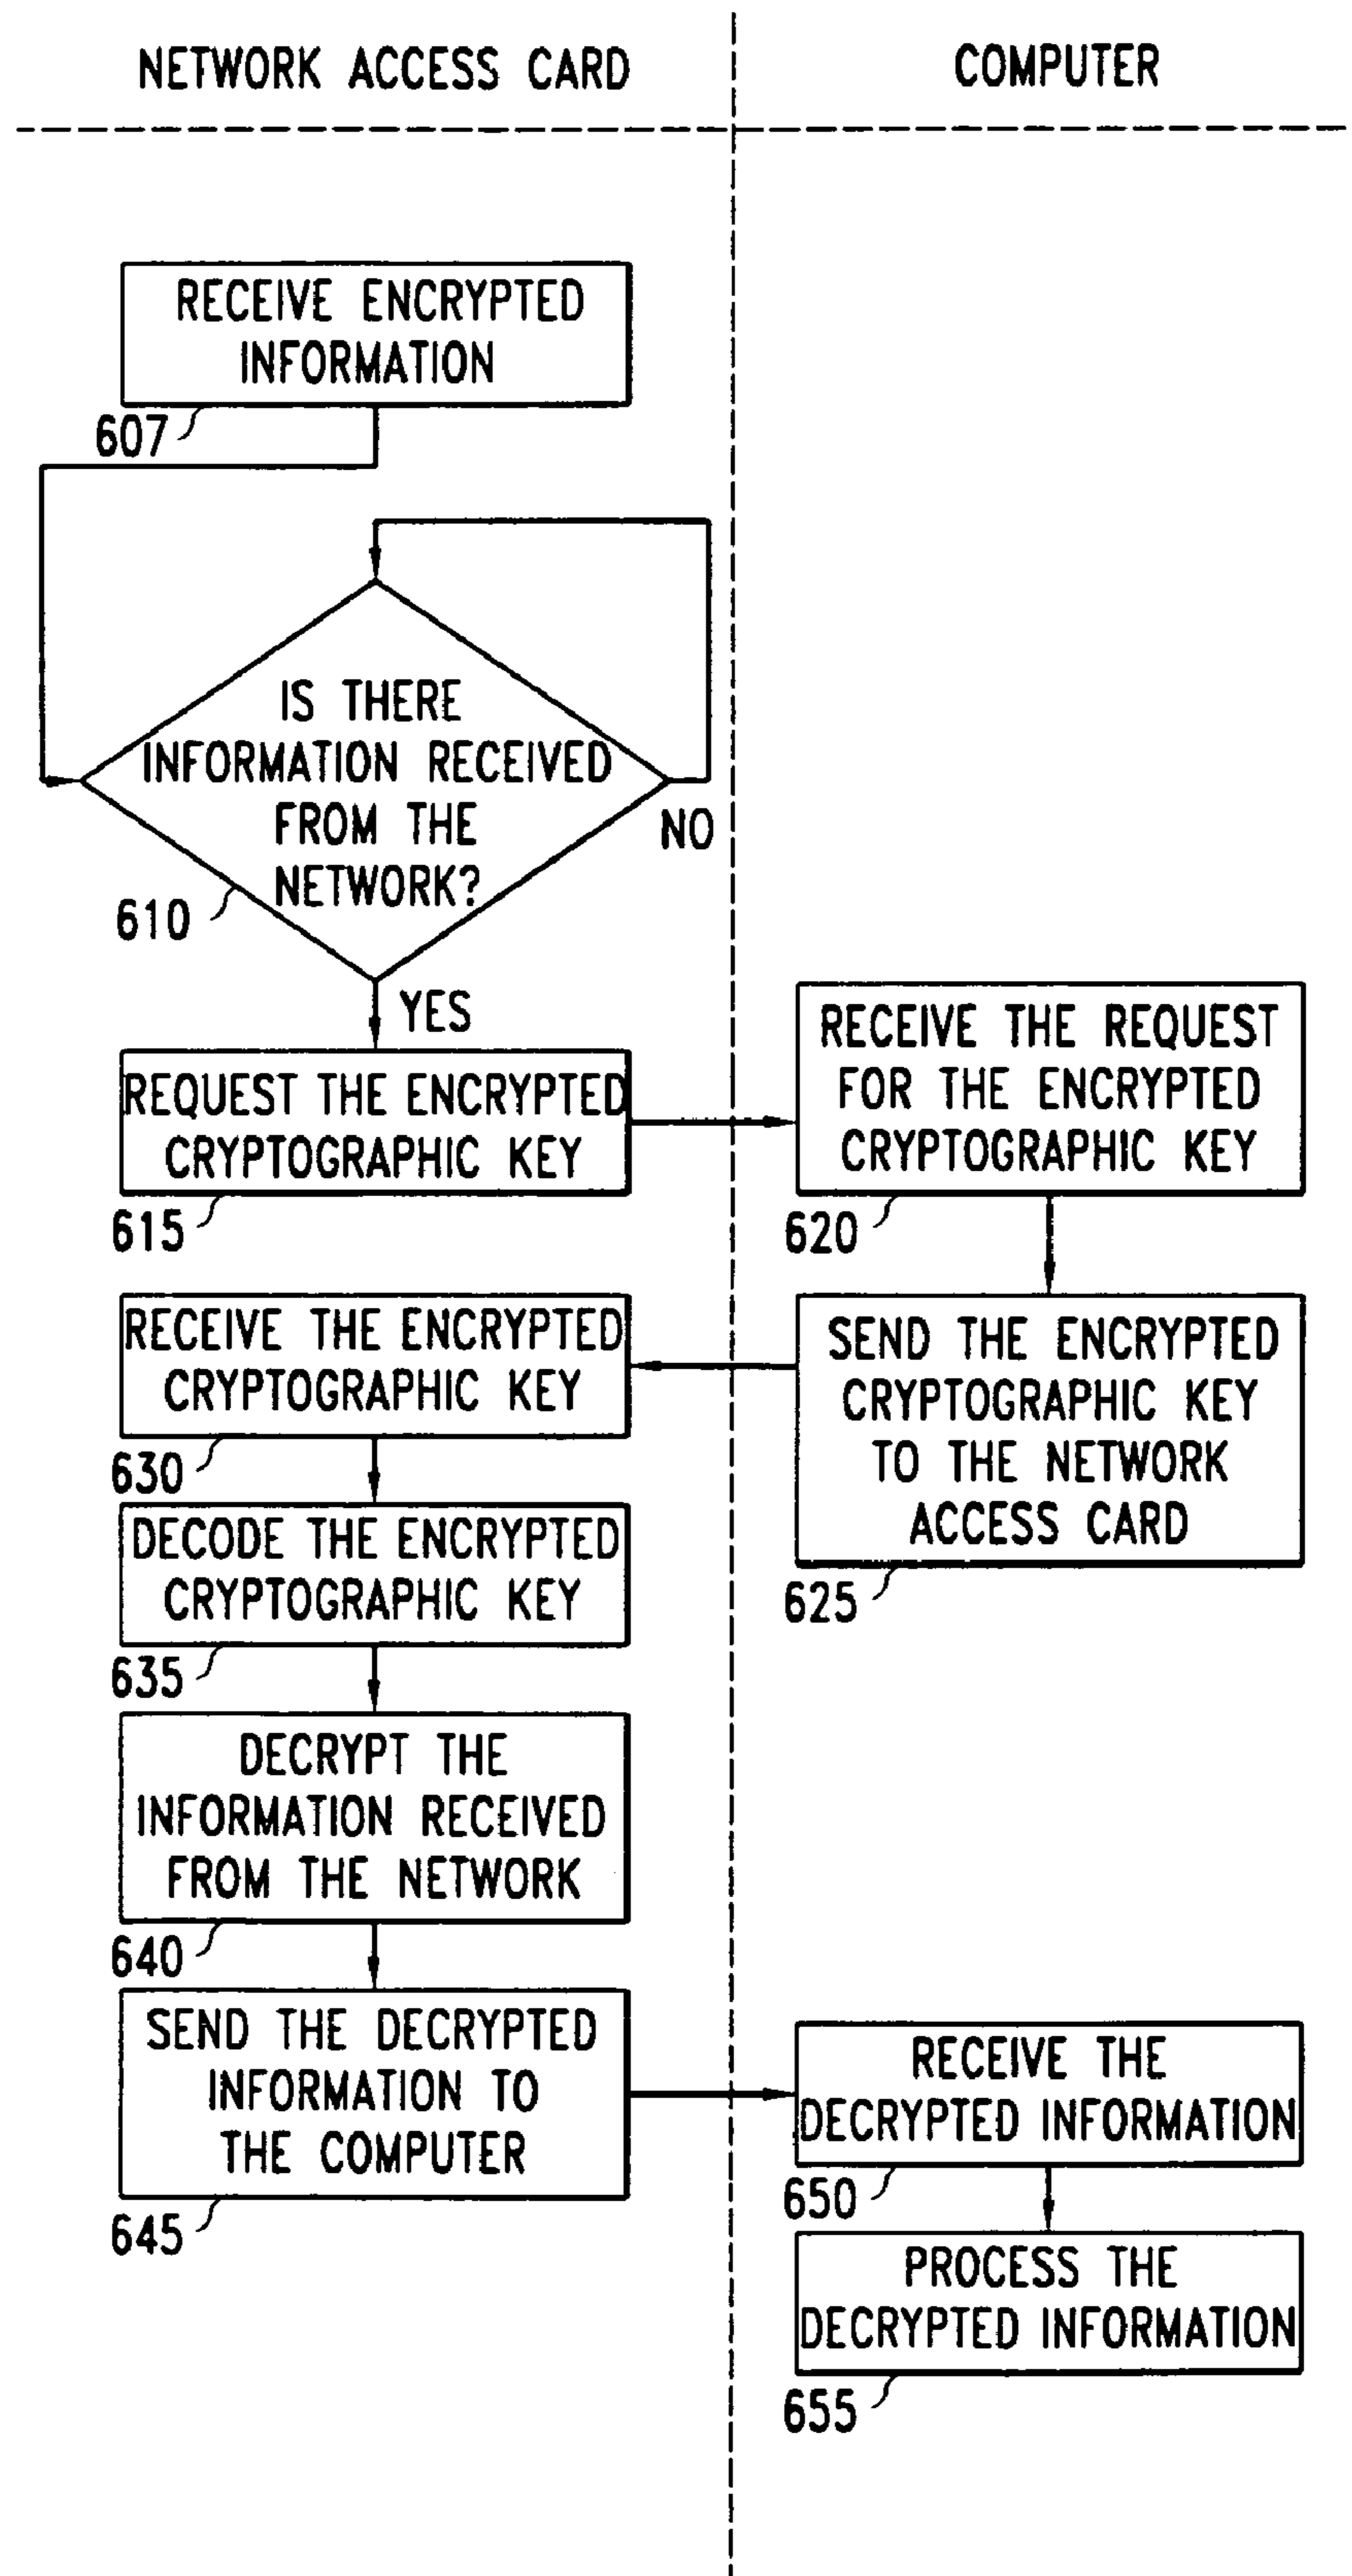 NETWORK ACCESS CARD
COMPUTER
RECEIVE ENCRYPTED
INFORMATION
607
IS THERE
INFORMATION RECEIVED
FROM THE
NETWORK?
NO
610
YES
REQUEST THE ENCRYPTED
CRYPTOGRAPHIC KEY
615
RECEIVE THE REQUEST
FOR THE ENCRYPTED
CRYPTOGRAPHIC KEY
620
SEND THE ENCRYPTED
CRYPTOGRAPHIC KEY
TO THE NETWORK
ACCESS CARD
625
RECEIVE THE ENCRYPTED
CRYPTOGRAPHIC KEY
630
DECODE THE ENCRYPTED
CRYPTOGRAPHIC KEY
635
DECRYPT THE
INFORMATION RECEIVED
FROM THE NETWORK
640
SEND THE DECRYPTED
INFORMATION TO
THE COMPUTER
645
RECEIVE THE
DECRYPTED INFORMATION
650
PROCESS THE
DECRYPTED INFORMATION
655